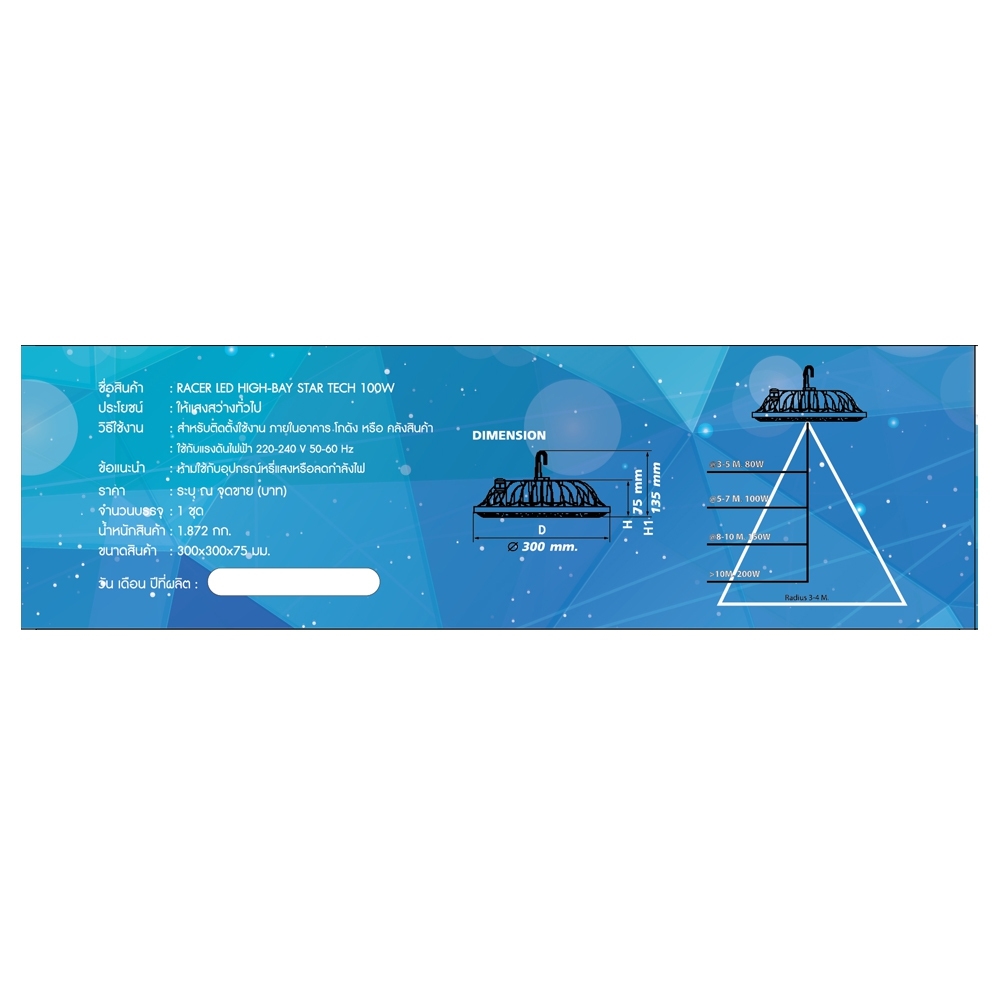 ชื่อสินค้า : RACER LED HIGH-BAY STAR TECH 100W
ประโยชน์ : ให้แสงสว่างทั่วไป
วิธีใช้งาน : สำหรับติดตั้งใช้งาน ภายในอาคาร โกดัง หรือ คลังสินค้า
: ใช้กับแรงดันไฟฟ้า 220-240 V 50-60 Hz
ข้อแนะนำ : ห้ามใช้กับอุปกรณ์หรี่แสงหรือลดกำลังไฟ
ราคา : ระบุ ณ จุดขาย (บาท)
จำนวนบรรจุ : 1 ชุด
น้ำหนักสินค้า : 1.872 กก.
ขนาดสินค้า : 300x300x75 มม.
วัน เดือน ปีที่ผลิต :
DIMENSION
D
Ø 300 mm.
H 75 mm
H1 135 mm
@3-5 M. 80W
@5-7 M. 100W
@8-10 M. 150W
>10M. 200W
Radius 3-4 M.